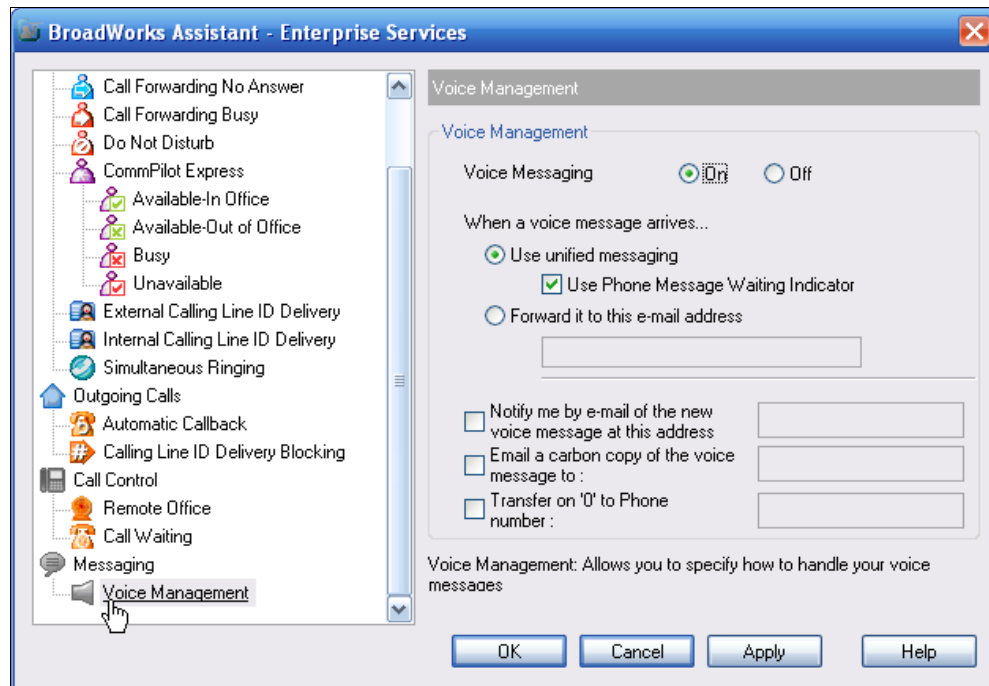 BroadWorks Assistant - Enterprise Services
Call Forwarding No Answer
Call Forwarding Busy
Do Not Disturb
CommPilot Express
Available-In Office
Available-Out of Office
Busy
Unavailable
External Calling Line ID Delivery
Internal Calling Line ID Delivery
Simultaneous Ringing
Outgoing Calls
Automatic Callback
Calling Line ID Delivery Blocking
Call Control
Remote Office
Call Waiting
Messaging
Voice Management
Voice Management
Voice Management
Voice Messaging On Off
When a voice message arrives...
Use unified messaging
Use Phone Message Waiting Indicator
Forward it to this e-mail address
Notify me by e-mail of the new
voice message at this address
Email a carbon copy of the voice
message to :
Transfer on '0' to Phone
number :
Voice Management: Allows you to specify how to handle your voice
messages
OK Cancel Apply Help